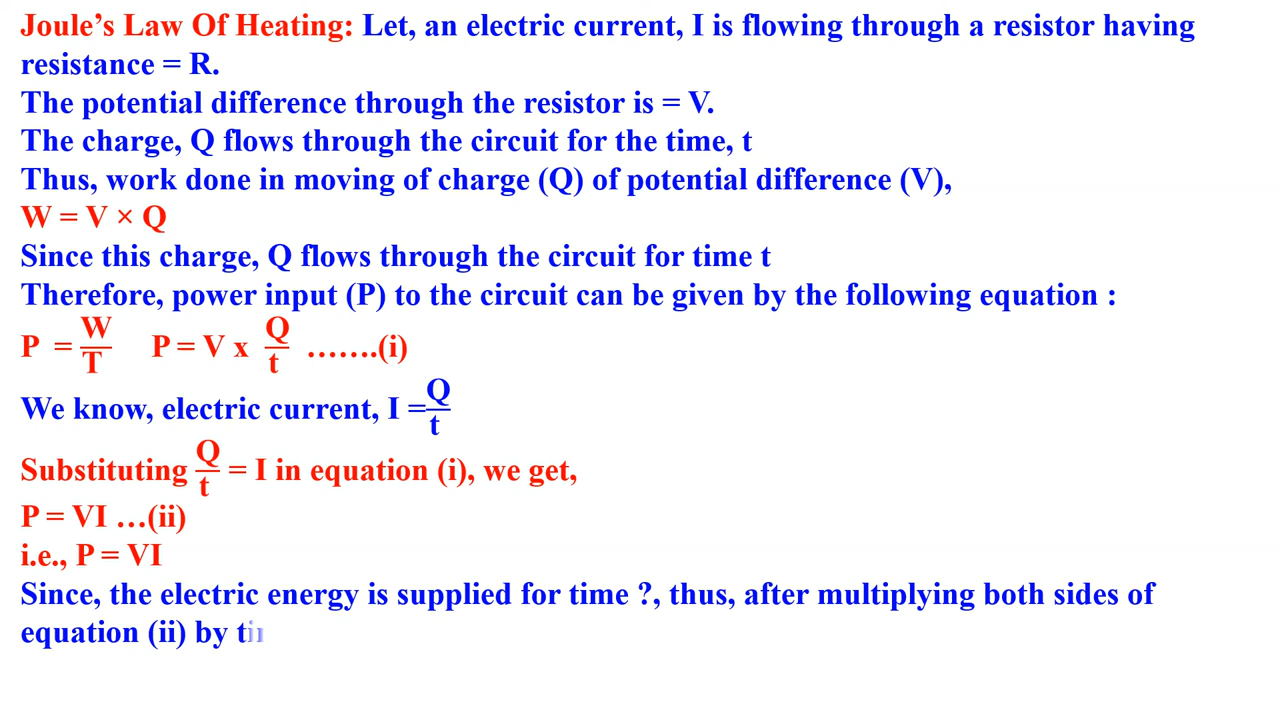 Joule's Law Of Heating: Let, an electric current, I is flowing through a resistor having
resistance = R.
The potential difference through the resistor is = V.
The charge, Q flows through the circuit for the time, t
Thus, work done in moving of charge (Q) of potential difference (V),
W = V × Q
Since this charge, Q flows through the circuit for time t
Therefore, power input (P) to the circuit can be given by the following equation :
P = W/T P = V x Q/t …….(i)
We know, electric current, I = Q/t
Substituting Q/t = I in equation (i), we get,
P = VI …(ii)
i.e., P = VI
Since, the electric energy is supplied for time ?, thus, after multiplying both sides of
equation (ii) by